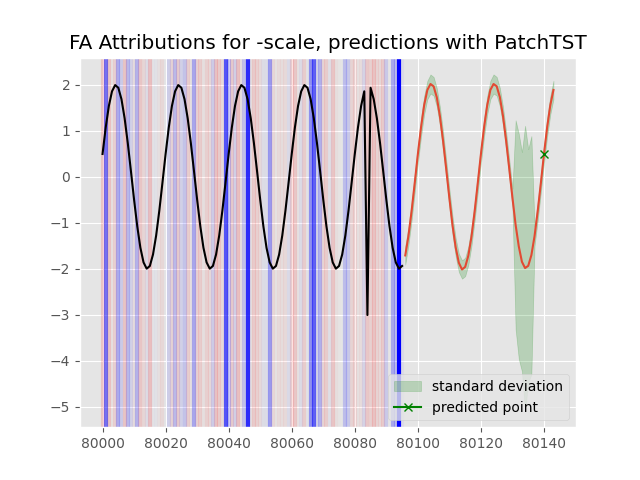 FA Attributions for -scale, predictions with PatchTST
2
1
0
−1
−2
−3
−4
−5
standard deviation
predicted point
80000 80020 80040 80060 80080 80100 80120 80140